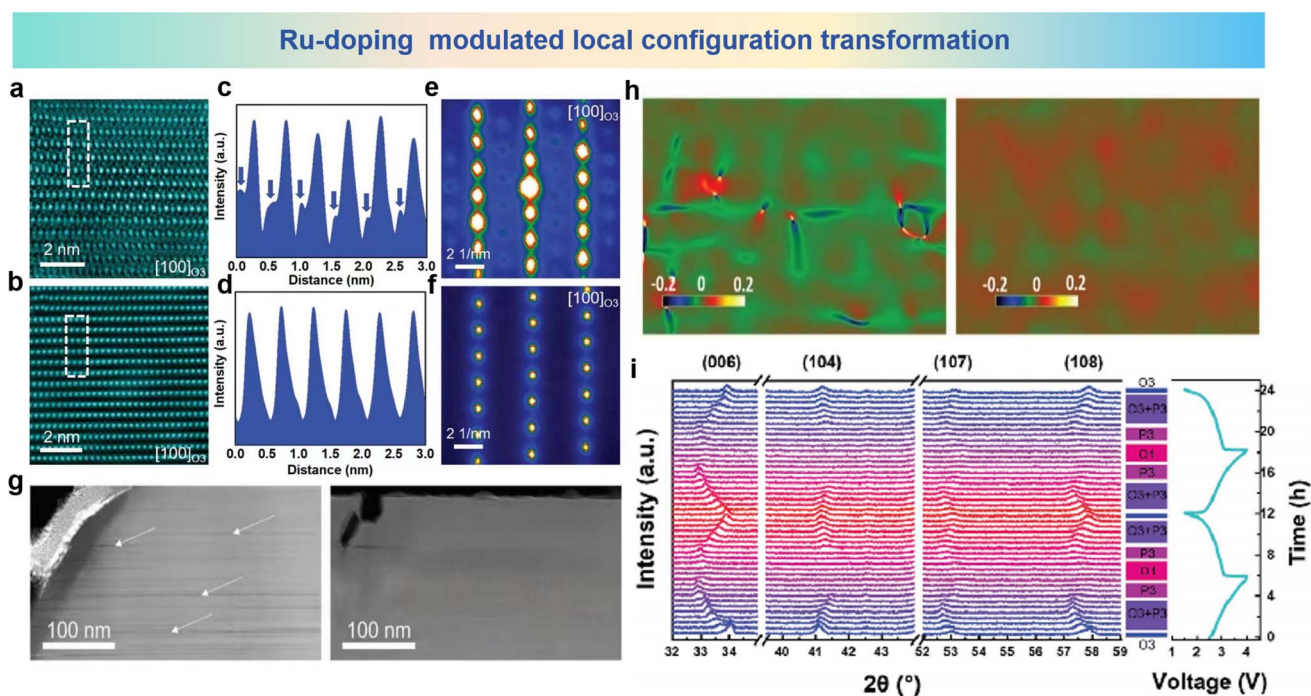 Ru-doping modulated local configuration transformation
a
2 nm
[100]O3
b
2 nm
[100]O3
c
Intensity (a.u.)
0.0 0.5 1.0 1.5 2.0 2.5 3.0
Distance (nm)
d
Intensity (a.u.)
0.0 0.5 1.0 1.5 2.0 2.5 3.0
Distance (nm)
e
[100]O3
2 1/nm
f
[100]O3
2 1/nm
g
100 nm
100 nm
h
-0.2 0 0.2
-0.2 0 0.2
i
(006) (104) (107) (108)
Intensity (a.u.)
32 33 34 40 41 42 52 53 54 55 56 57 58 59
2θ (°)
O3
O3+P3
P3
O1
P3
O3+P3
O3+P3
P3
O1
P3
O3+P3
O3
1 2 3 4
Voltage (V)
24
20
16
12
8
4
0
Time (h)